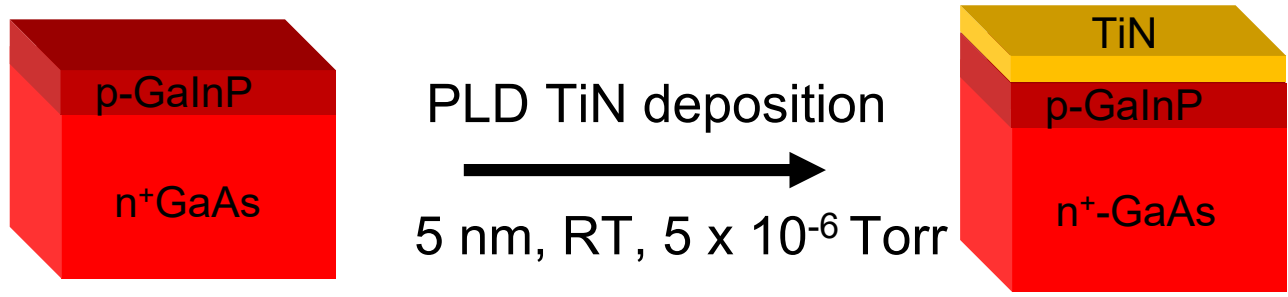 p-GaInP
n⁺GaAs
PLD TiN deposition
5 nm, RT, 5 x 10⁻⁶ Torr
TiN
p-GaInP
n⁺-GaAs